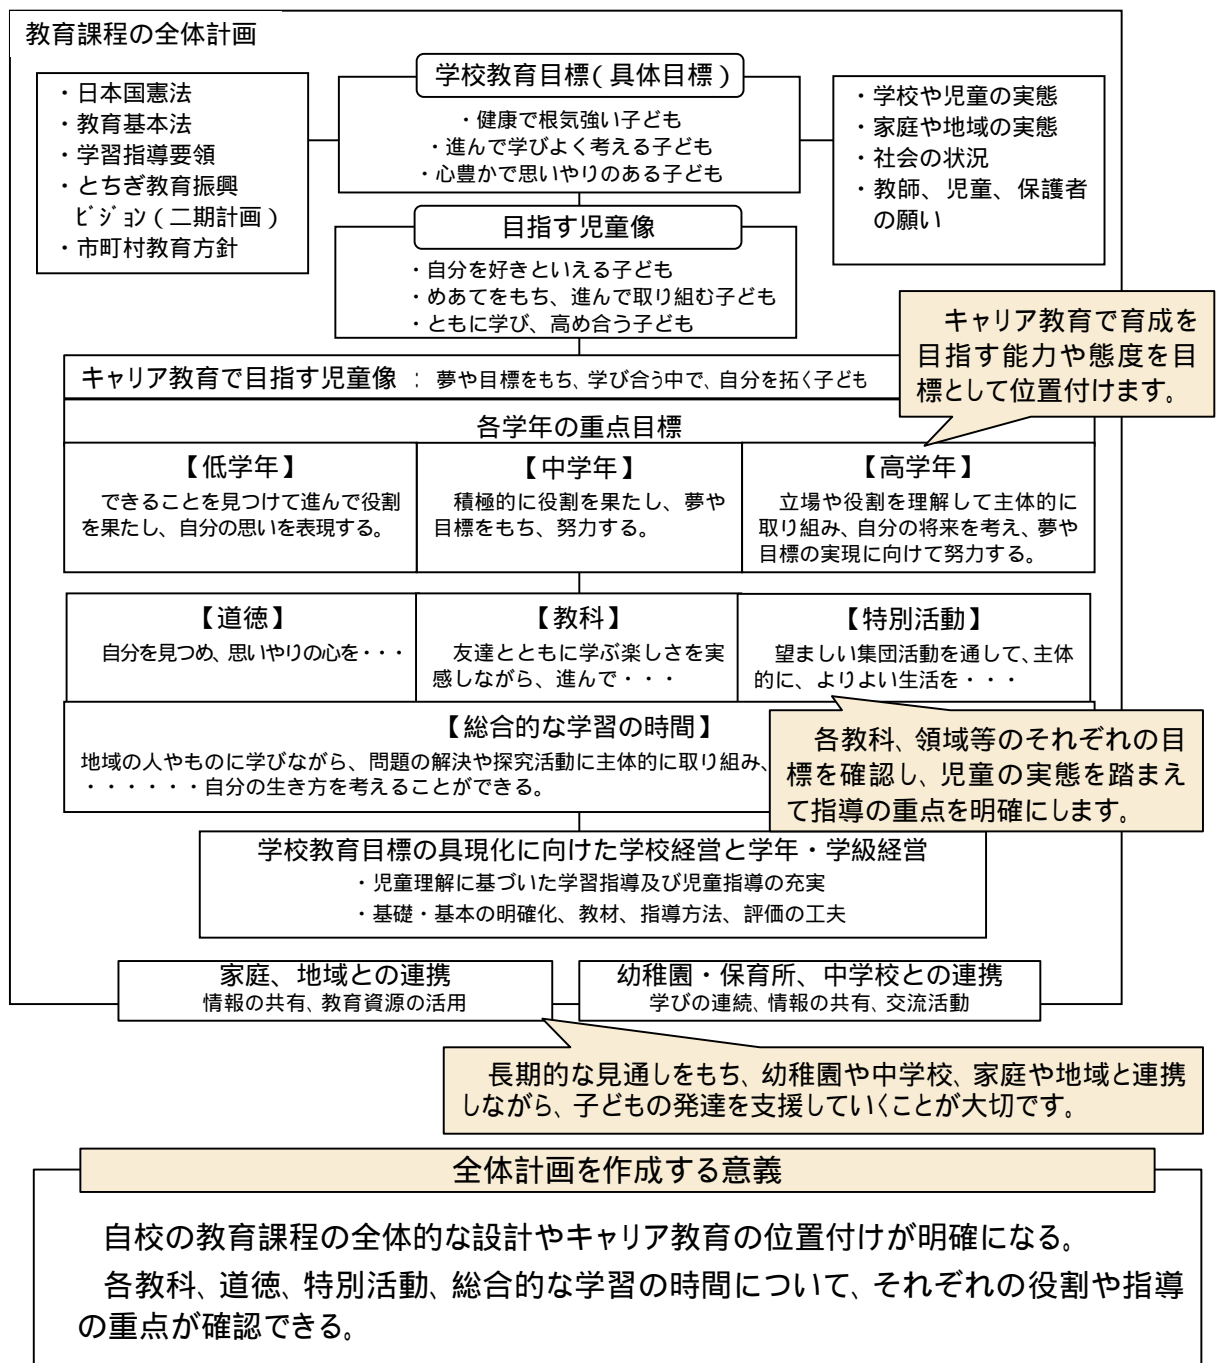 教育課程の全体計画
・日本国憲法
・教育基本法
・学習指導要領
・とちぎ教育振興
ﾋﾞｼﾞｮﾝ(二期計画)
・市町村教育方針
学校教育目標(具体目標)
・健康で根気強い子ども
・進んで学びよく考える子ども
・心豊かで思いやりのある子ども
・学校や児童の実態
・家庭や地域の実態
・社会の状況
・教師、児童、保護者
の願い
目指す児童像
・自分を好きといえる子ども
・めあてをもち、進んで取り組む子ども
・ともに学び、高め合う子ども
キャリア教育で育成を
目指す能力や態度を目
標として位置付けます。
キャリア教育で目指す児童像 : 夢や目標をもち、学び合う中で、自分を拓く子ども
各学年の重点目標
【低学年】
できることを見つけて進んで役割
を果たし、自分の思いを表現する。
【中学年】
積極的に役割を果たし、夢や
目標をもち、努力する。
【高学年】
立場や役割を理解して主体的に
取り組み、自分の将来を考え、夢や
目標の実現に向けて努力する。
【道徳】
自分を見つめ、思いやりの心を・・・
【教科】
友達とともに学ぶ楽しさを実
感しながら、進んで・・・
【特別活動】
望ましい集団活動を通して、主体
的に、よりよい生活を・・・
【総合的な学習の時間】
地域の人やものに学びながら、問題の解決や探究活動に主体的に取り組み、
・・・・・・自分の生き方を考えることができる。
各教科、領域等のそれぞれの目
標を確認し、児童の実態を踏まえ
て指導の重点を明確にします。
学校教育目標の具現化に向けた学校経営と学年・学級経営
・児童理解に基づいた学習指導及び児童指導の充実
・基礎・基本の明確化、教材、指導方法、評価の工夫
家庭、地域との連携
情報の共有、教育資源の活用
幼稚園・保育所、中学校との連携
学びの連続、情報の共有、交流活動
長期的な見通しをもち、幼稚園や中学校、家庭や地域と連携
しながら、子どもの発達を支援していくことが大切です。
全体計画を作成する意義
自校の教育課程の全体的な設計やキャリア教育の位置付けが明確になる。
各教科、道徳、特別活動、総合的な学習の時間について、それぞれの役割や指導
の重点が確認できる。